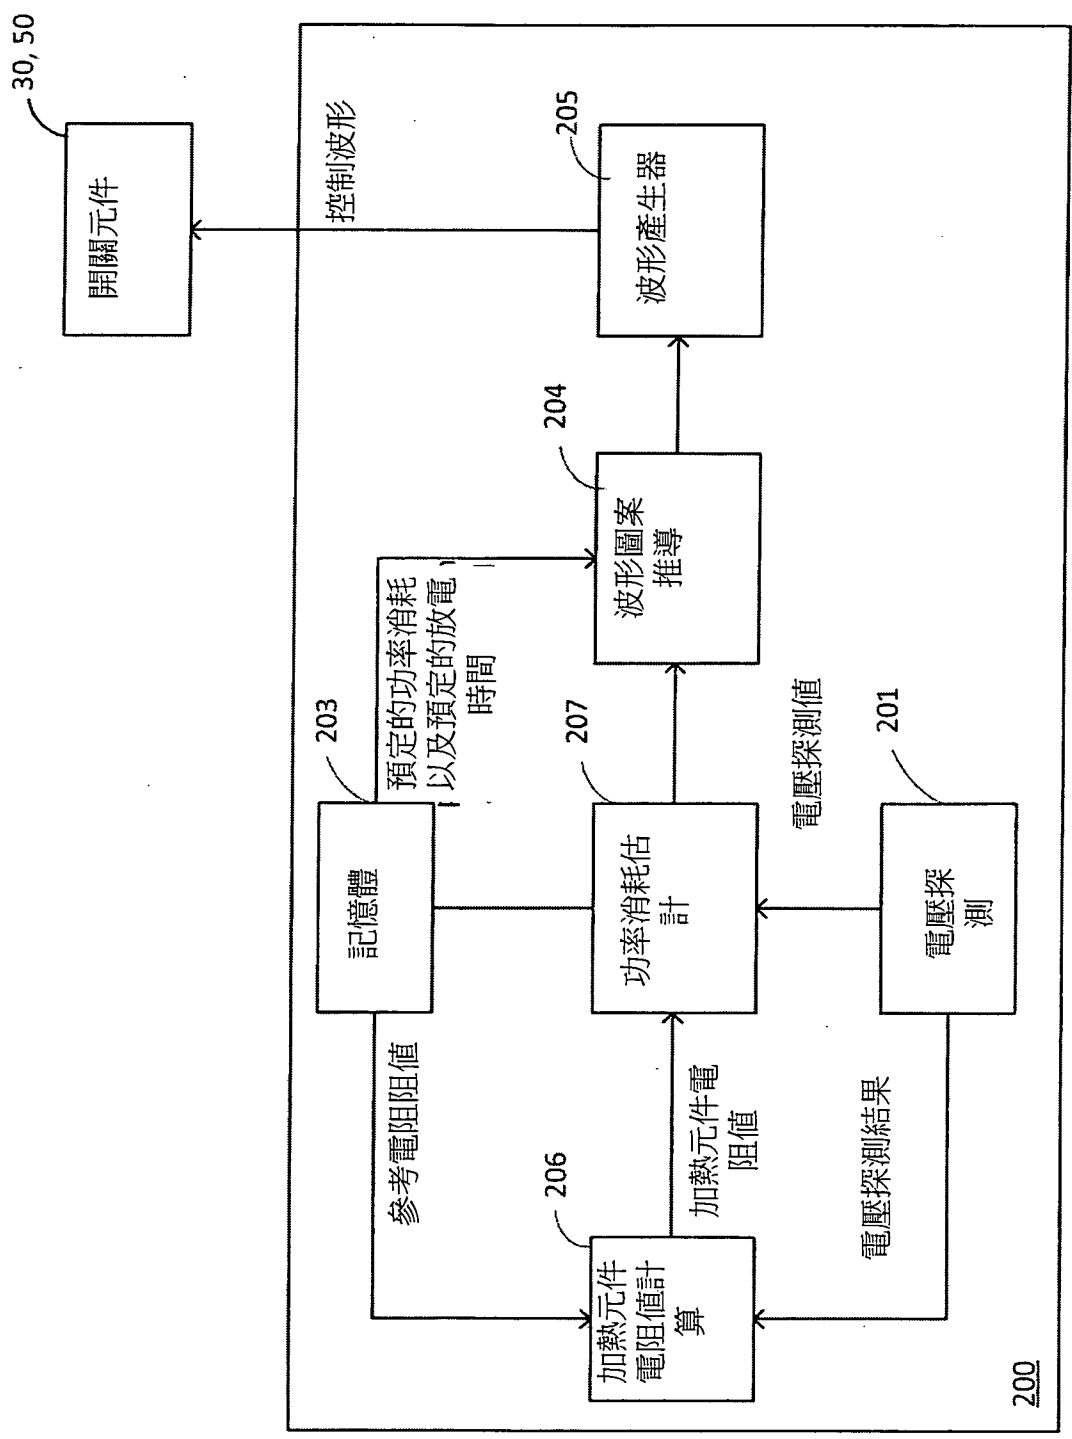 30, 50
開關元件
控制波形
205
波形產生器
204
波形圖案
推導
預定的功率消耗
以及預定的放電
時間
203
記憶體
207
功率消耗估
計
電壓探測值
201
電壓探
測
參考電阻阻值
206
加熱元件
電阻值計
算
加熱元件電
阻值
電壓探測結果
200